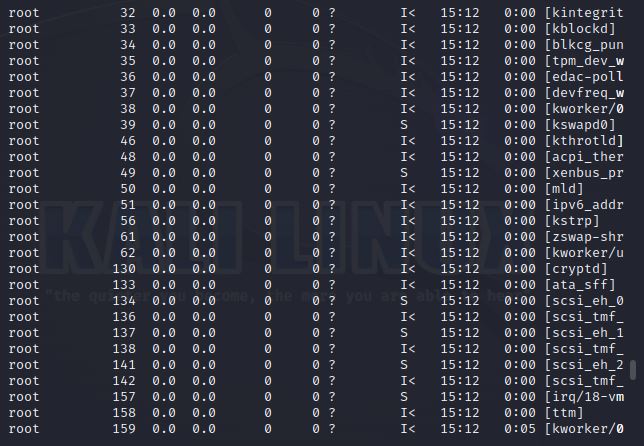 root 32 0.0 0.0 0 0 ? I< 15:12 0:00 [kintegrit
root 33 0.0 0.0 0 0 ? I< 15:12 0:00 [kblockd]
root 34 0.0 0.0 0 0 ? I< 15:12 0:00 [blkcg_pun
root 35 0.0 0.0 0 0 ? I< 15:12 0:00 [tpm_dev_w
root 36 0.0 0.0 0 0 ? I< 15:12 0:00 [edac-poll
root 37 0.0 0.0 0 0 ? I< 15:12 0:00 [devfreq_w
root 38 0.0 0.0 0 0 ? I< 15:12 0:00 [kworker/0
root 39 0.0 0.0 0 0 ? S 15:12 0:00 [kswapd0]
root 46 0.0 0.0 0 0 ? I< 15:12 0:00 [kthrotld]
root 48 0.0 0.0 0 0 ? I< 15:12 0:00 [acpi_ther
root 49 0.0 0.0 0 0 ? S 15:12 0:00 [xenbus_pr
root 50 0.0 0.0 0 0 ? I< 15:12 0:00 [mld]
root 51 0.0 0.0 0 0 ? I< 15:12 0:00 [ipv6_addr
root 56 0.0 0.0 0 0 ? I< 15:12 0:00 [kstrp]
root 61 0.0 0.0 0 0 ? I< 15:12 0:00 [zswap-shr
root 62 0.0 0.0 0 0 ? I< 15:12 0:00 [kworker/u
root 130 0.0 0.0 0 0 ? I< 15:12 0:00 [cryptd]
root 133 0.0 0.0 0 0 ? I< 15:12 0:00 [ata_sff]
root 134 0.0 0.0 0 0 ? S 15:12 0:00 [scsi_eh_0
root 136 0.0 0.0 0 0 ? I< 15:12 0:00 [scsi_tmf_
root 137 0.0 0.0 0 0 ? S 15:12 0:00 [scsi_eh_1
root 138 0.0 0.0 0 0 ? I< 15:12 0:00 [scsi_tmf_
root 141 0.0 0.0 0 0 ? S 15:12 0:00 [scsi_eh_2
root 142 0.0 0.0 0 0 ? I< 15:12 0:00 [scsi_tmf_
root 157 0.0 0.0 0 0 ? S 15:12 0:00 [irq/18-vm
root 158 0.0 0.0 0 0 ? I< 15:12 0:00 [ttm]
root 159 0.0 0.0 0 0 ? I< 15:12 0:05 [kworker/0
KALI LINUX
"the you are